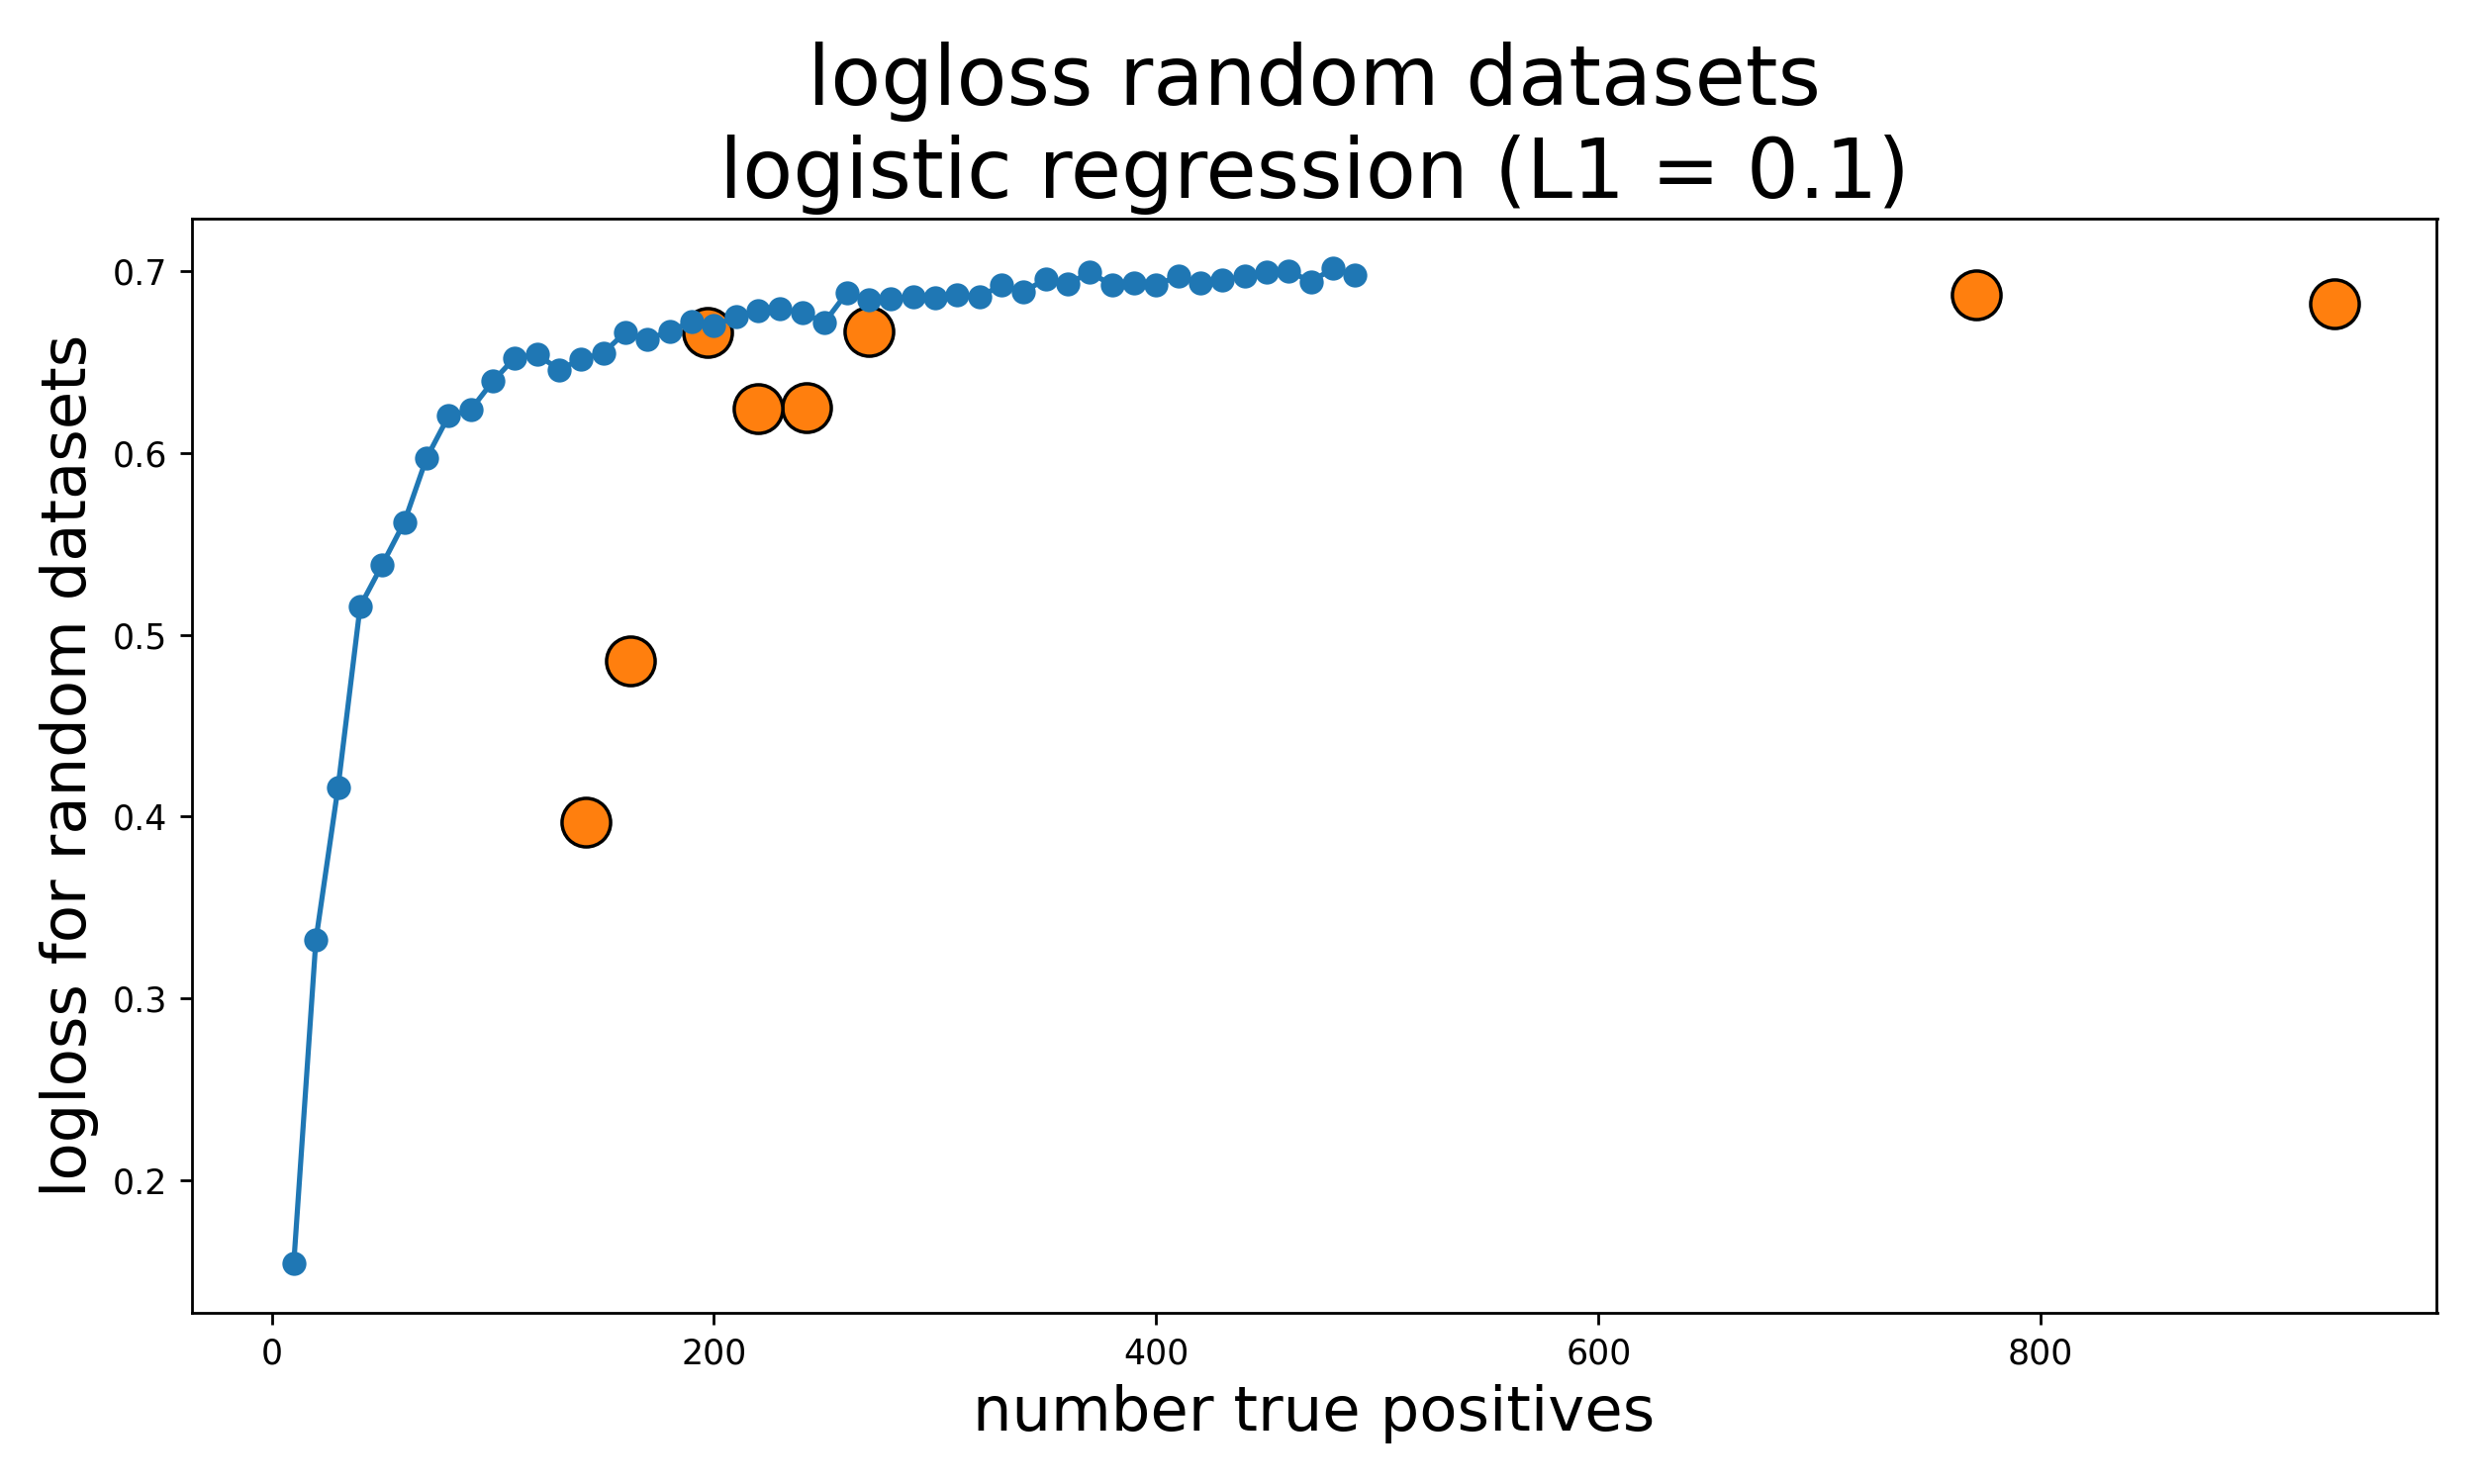 logloss random datasets
logistic regression (L1 = 0.1)
logloss for random datasets
0.7
0.6
0.5
0.4
0.3
0.2
0 200 400 600 800
number true positives